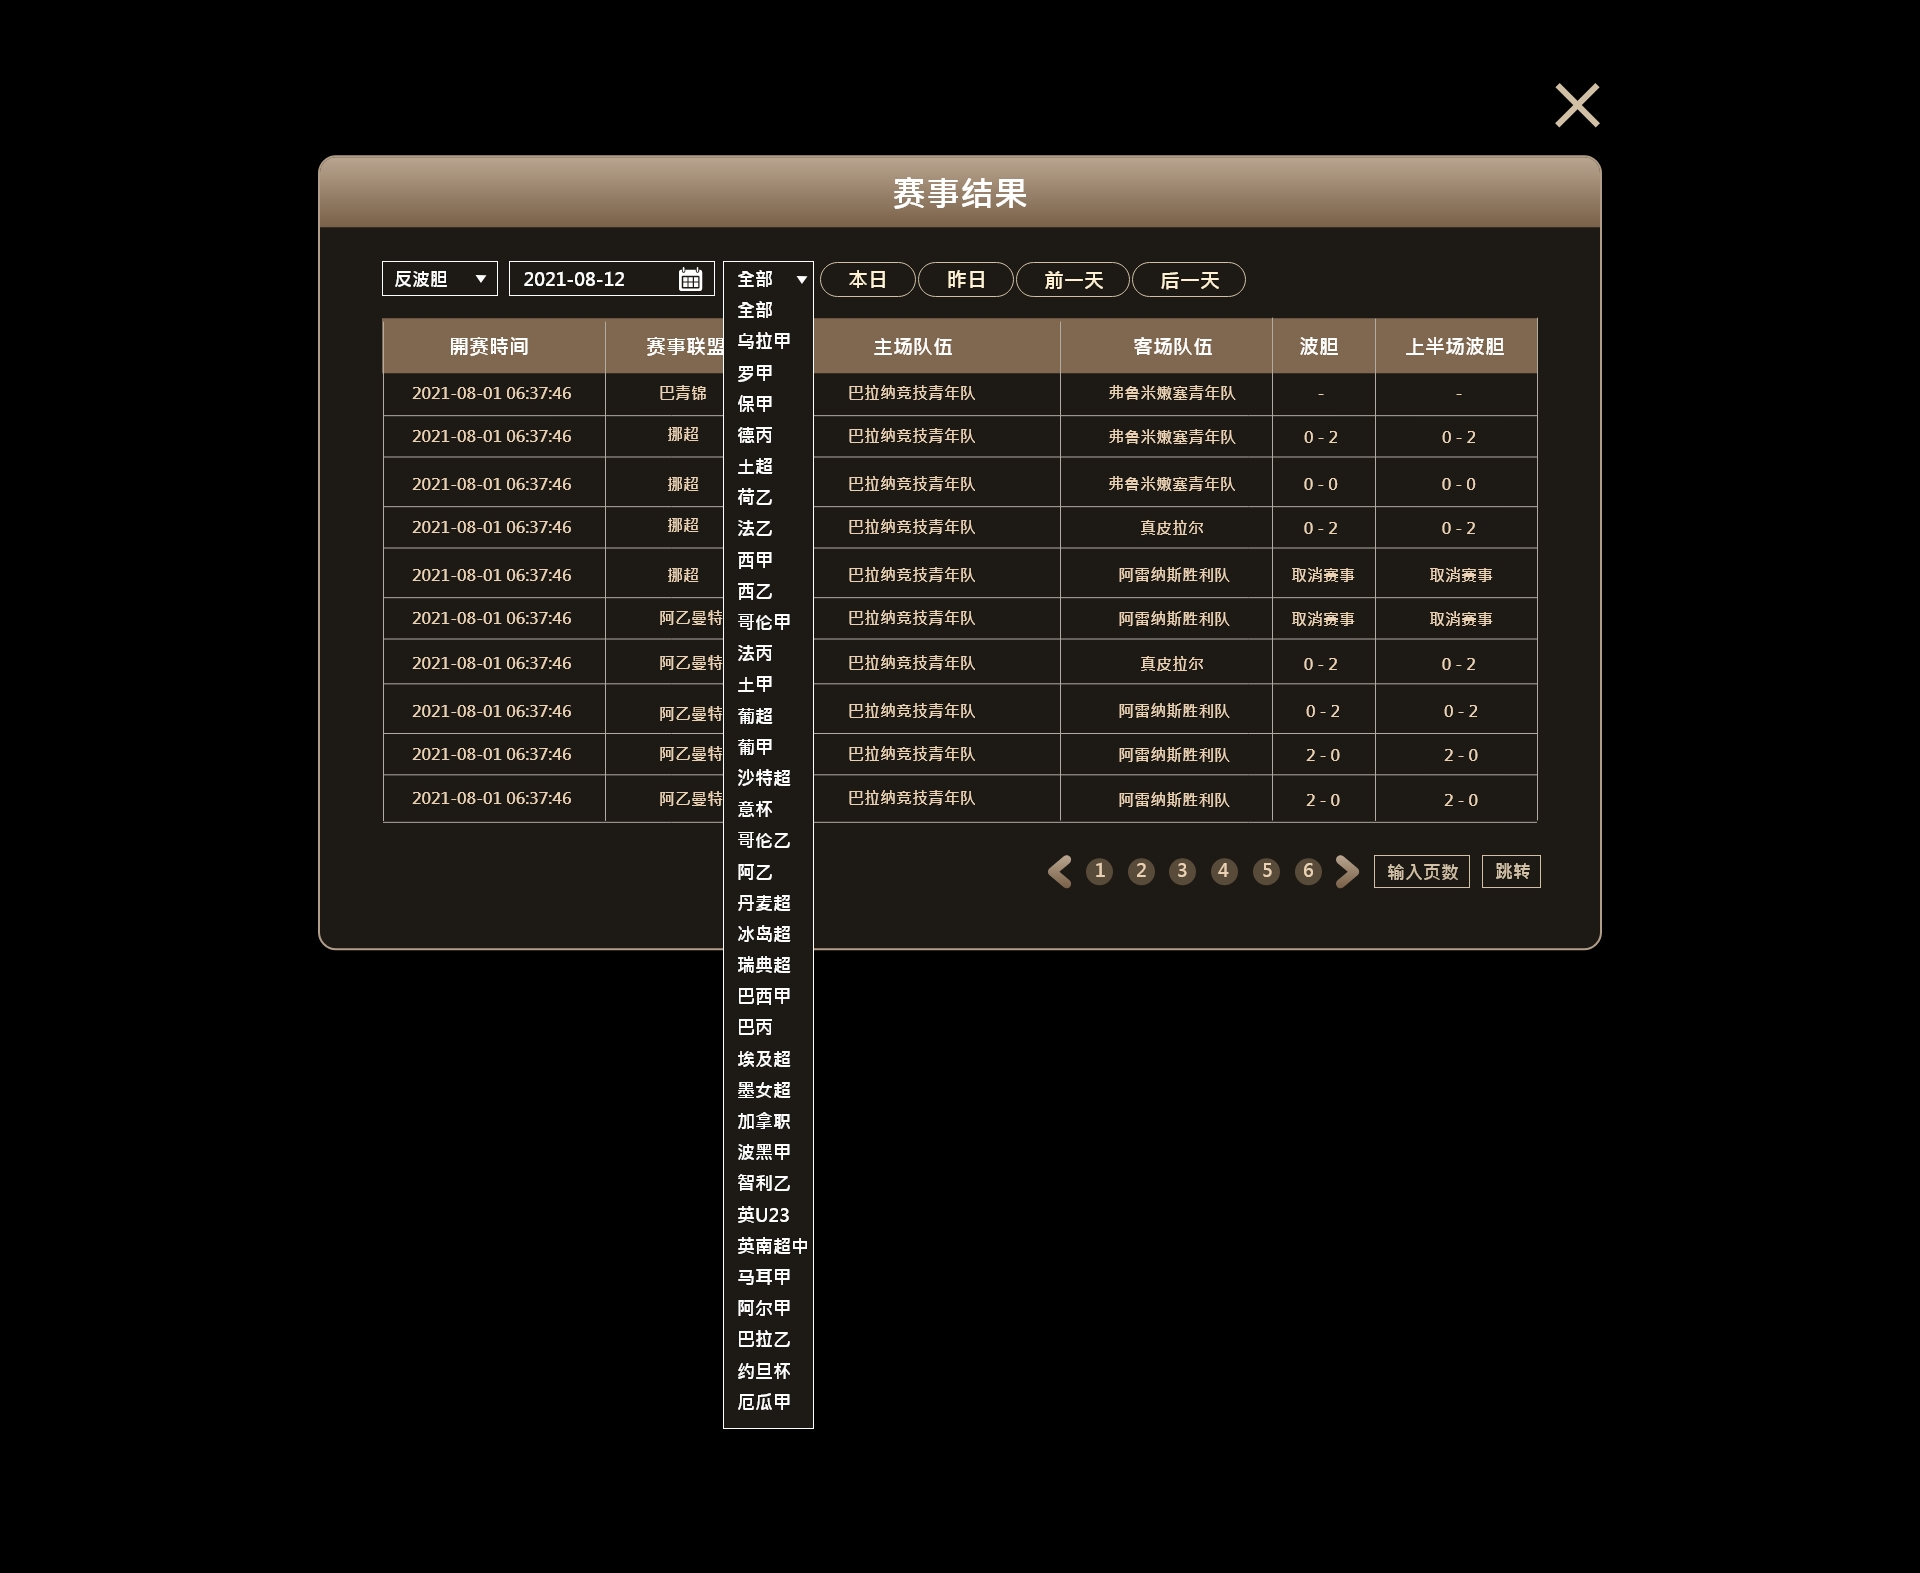 赛事结果
反波胆 2021-08-12 全部 本日 昨日 前一天 后一天
全部
乌拉甲
罗甲
保甲
德丙
土超
荷乙
法乙
西甲
西乙
哥伦甲
法丙
土甲
葡超
葡甲
沙特超
意杯
哥伦乙
阿乙
丹麦超
冰岛超
瑞典超
巴西甲
巴丙
埃及超
墨女超
加拿职
波黑甲
智利乙
英U23
英南超中
马耳甲
阿尔甲
巴拉乙
约旦杯
厄瓜甲
開赛時间 赛事联盟 主场队伍 客场队伍 波胆 上半场波胆
2021-08-01 06:37:46 巴青锦 巴拉纳竞技青年队 弗鲁米嫩塞青年队 - -
2021-08-01 06:37:46 挪超 巴拉纳竞技青年队 弗鲁米嫩塞青年队 0 - 2 0 - 2
2021-08-01 06:37:46 挪超 巴拉纳竞技青年队 弗鲁米嫩塞青年队 0 - 0 0 - 0
2021-08-01 06:37:46 挪超 巴拉纳竞技青年队 真皮拉尔 0 - 2 0 - 2
2021-08-01 06:37:46 挪超 巴拉纳竞技青年队 阿雷纳斯胜利队 取消赛事 取消赛事
2021-08-01 06:37:46 阿乙曼特 巴拉纳竞技青年队 阿雷纳斯胜利队 取消赛事 取消赛事
2021-08-01 06:37:46 阿乙曼特 巴拉纳竞技青年队 真皮拉尔 0 - 2 0 - 2
2021-08-01 06:37:46 阿乙曼特 巴拉纳竞技青年队 阿雷纳斯胜利队 0 - 2 0 - 2
2021-08-01 06:37:46 阿乙曼特 巴拉纳竞技青年队 阿雷纳斯胜利队 2 - 0 2 - 0
2021-08-01 06:37:46 阿乙曼特 巴拉纳竞技青年队 阿雷纳斯胜利队 2 - 0 2 - 0
1 2 3 4 5 6 输入页数 跳转